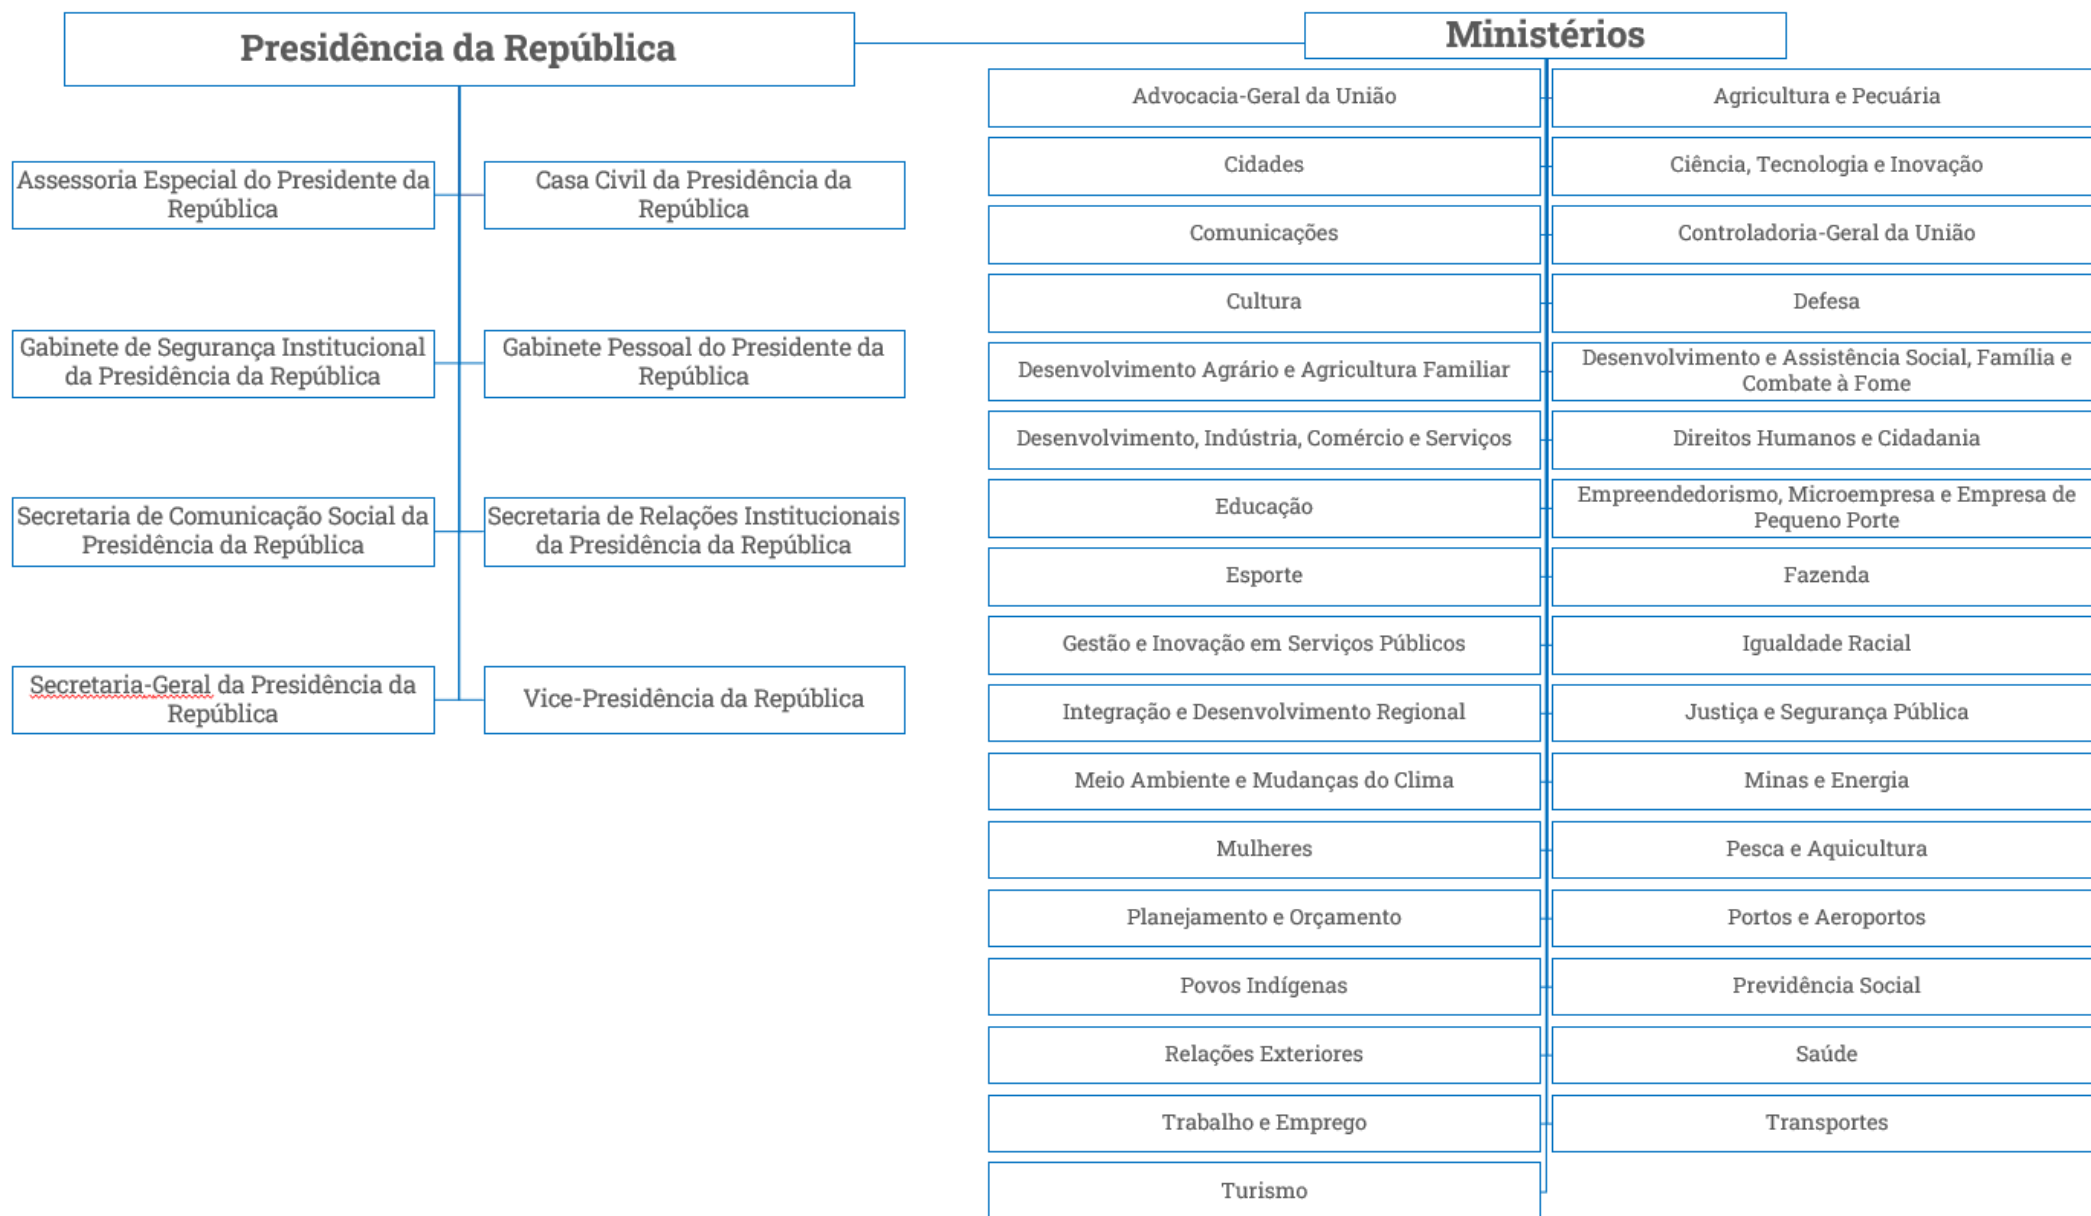 Presidência da República
Ministérios
Assessoria Especial do Presidente da
República
Casa Civil da Presidência da
República
Gabinete de Segurança Institucional
da Presidência da República
Gabinete Pessoal do Presidente da
República
Secretaria de Comunicação Social da
Presidência da República
Secretaria de Relações Institucionais
da Presidência da República
Secretaria-Geral da Presidência da
República
Vice-Presidência da República
Advocacia-Geral da União
Agricultura e Pecuária
Cidades
Ciência, Tecnologia e Inovação
Comunicações
Controladoria-Geral da União
Cultura
Defesa
Desenvolvimento Agrário e Agricultura Familiar
Desenvolvimento e Assistência Social, Família e
Combate à Fome
Desenvolvimento, Indústria, Comércio e Serviços
Direitos Humanos e Cidadania
Educação
Empreendedorismo, Microempresa e Empresa de
Pequeno Porte
Esporte
Fazenda
Gestão e Inovação em Serviços Públicos
Igualdade Racial
Integração e Desenvolvimento Regional
Justiça e Segurança Pública
Meio Ambiente e Mudanças do Clima
Minas e Energia
Mulheres
Pesca e Aquicultura
Planejamento e Orçamento
Portos e Aeroportos
Povos Indígenas
Previdência Social
Relações Exteriores
Saúde
Trabalho e Emprego
Transportes
Turismo